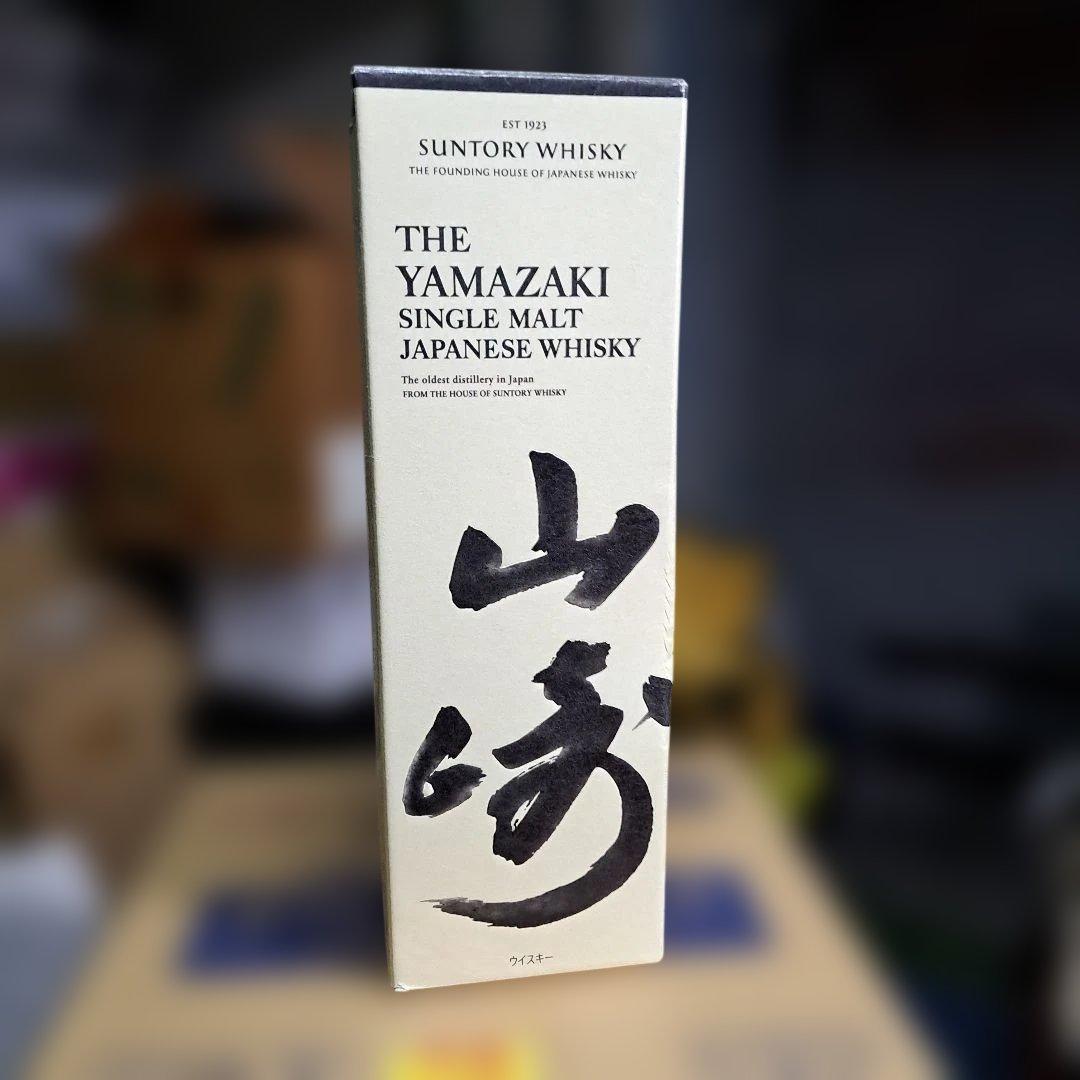 EST 1923
SUNTORY WHISKY
THE FOUNDING HOUSE OF JAPANESE WHISKY
THE
YAMAZAKI
SINGLE MALT
JAPANESE WHISKY
The oldest distillery in Japan
FROM THE HOUSE OF SUNTORY WHISKY
山
崎
ウイスキー